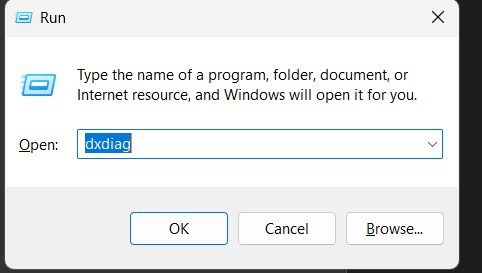 Run
Type the name of a program, folder, document, or
Internet resource, and Windows will open it for you.
Open: dxdiag
OK Cancel Browse...